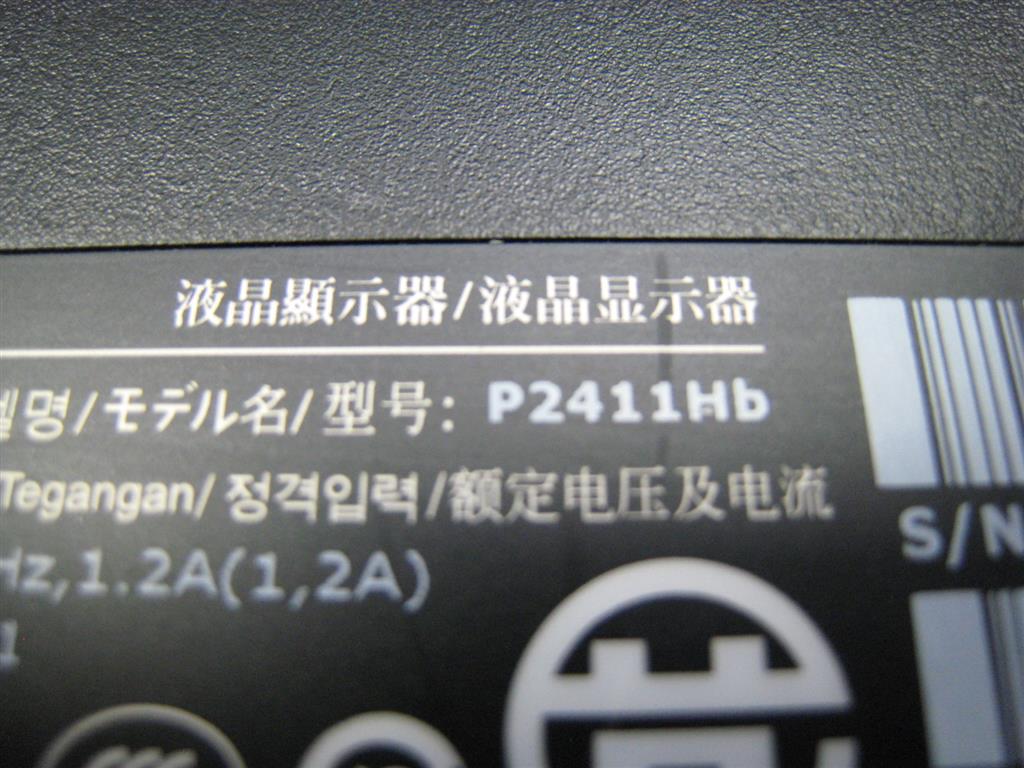 液晶顯示器/液晶显示器
명/モデル名/型号: P2411Hb
Tegangan/정격입력/额定电压及电流
Hz,1.2A(1,2A)
S/N
1